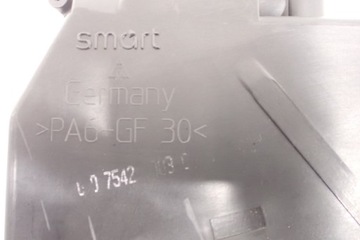 smart
Germany
>PA6-GF 30<
7542